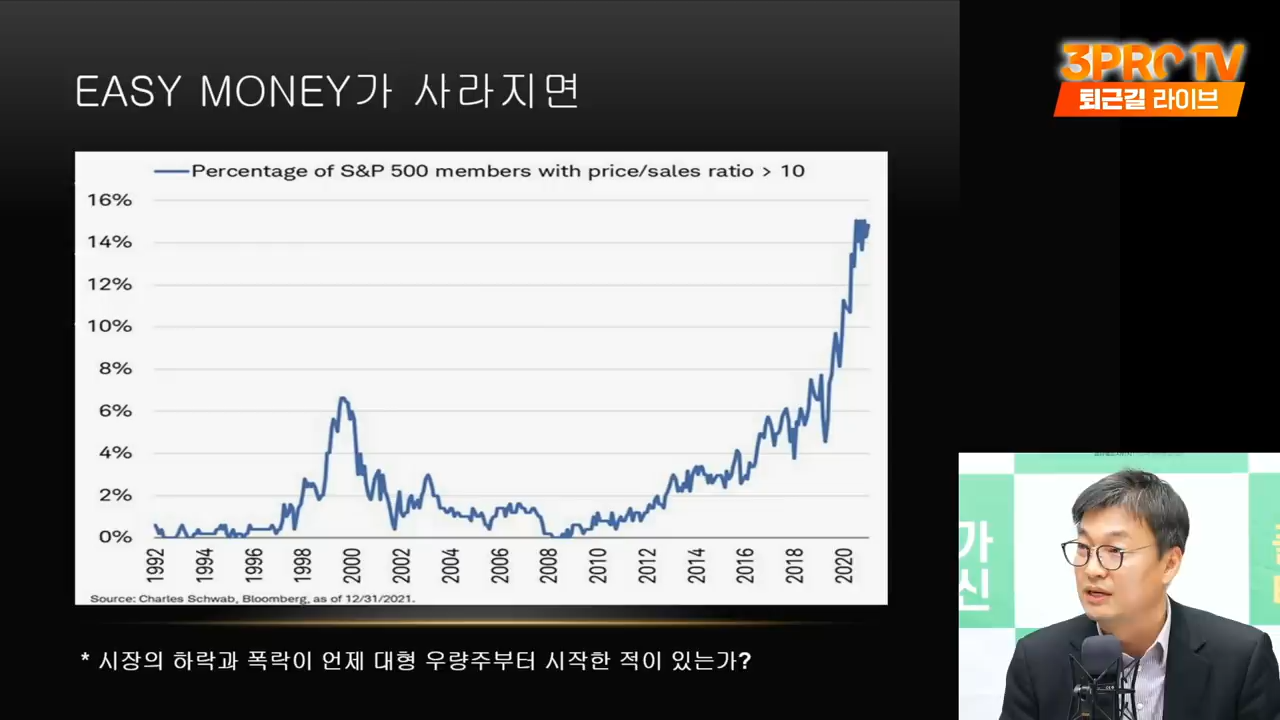 EASY MONEY가 사라지면
3PRO TV
퇴근길 라이브
Percentage of S&P 500 members with price/sales ratio > 10
16%
14%
12%
10%
8%
6%
4%
2%
0%
1992 1994 1996 1998 2000 2002 2004 2006 2008 2010 2012 2014 2016 2018 2020
Source: Charles Schwab, Bloomberg, as of 12/31/2021.
* 시장의 하락과 폭락이 언제 대형 우량주부터 시작한 적이 있는가?
가
신